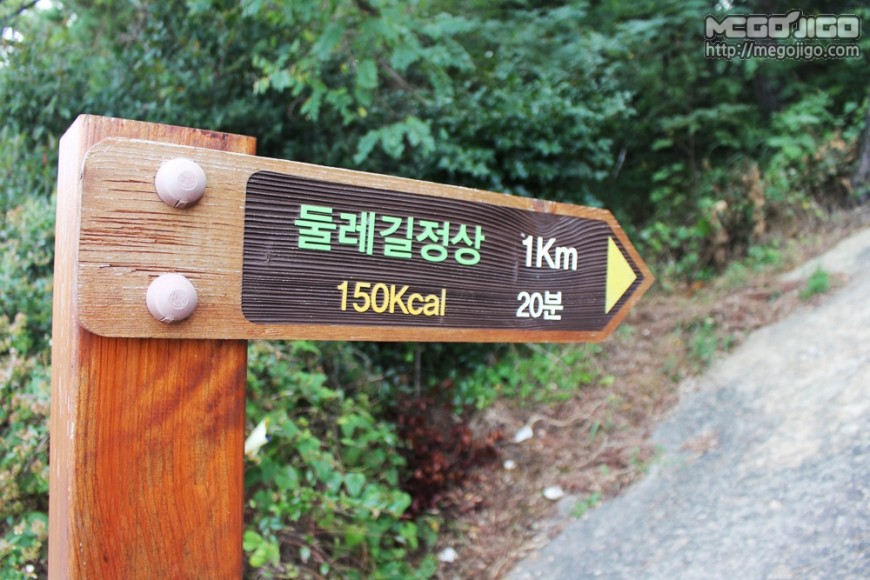 MEGOJIGO
http://megojigo.com
둘레길정상 1Km
150Kcal 20분